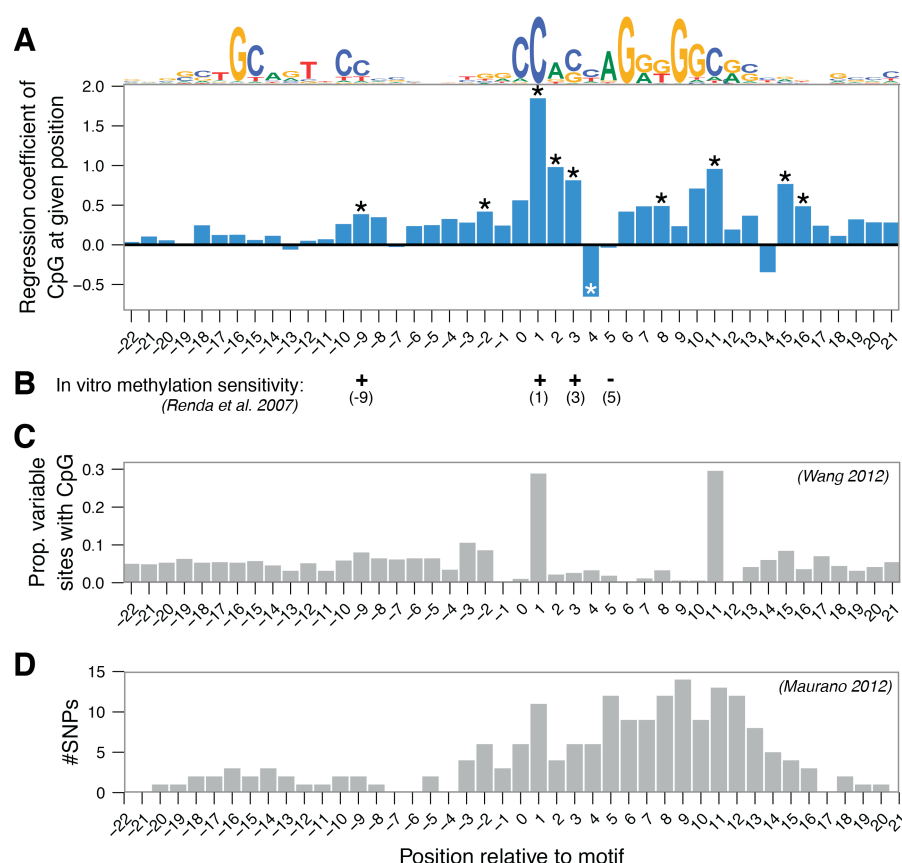 A
Regression coefficient of
CpG at given position
2.0
1.5
1.0
0.5
0.0
−0.5
* * * * * * * * * *
−22 −21 −20 −19 −18 −17 −16 −15 −14 −13 −12 −11 −10 −9 −8 −7 −6 −5 −4 −3 −2 −1 0 1 2 3 4 5 6 7 8 9 10 11 12 13 14 15 16 17 18 19 20 21
B
In vitro methylation sensitivity: + + + -
(Renda et al. 2007) (-9) (1) (3) (5)
C
Prop. variable
sites with CpG
0.3
0.2
0.1
0.0
(Wang 2012)
−22 −21 −20 −19 −18 −17 −16 −15 −14 −13 −12 −11 −10 −9 −8 −7 −6 −5 −4 −3 −2 −1 0 1 2 3 4 5 6 7 8 9 10 11 12 13 14 15 16 17 18 19 20 21
D
#SNPs
15
10
5
0
(Maurano 2012)
−22 −21 −20 −19 −18 −17 −16 −15 −14 −13 −12 −11 −10 −9 −8 −7 −6 −5 −4 −3 −2 −1 0 1 2 3 4 5 6 7 8 9 10 11 12 13 14 15 16 17 18 19 20 21
Position relative to motif